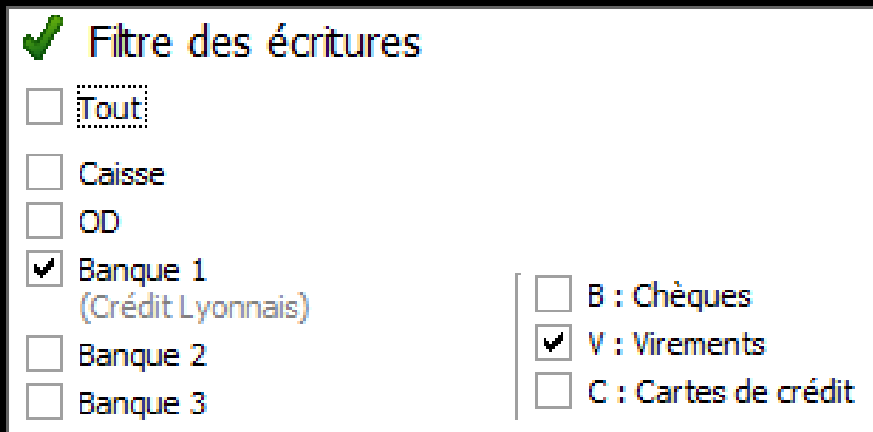 Filtre des écritures
Tout
Caisse
OD
Banque 1
(Crédit Lyonnais)
Banque 2
Banque 3
B : Chèques
V : Virements
C : Cartes de crédit